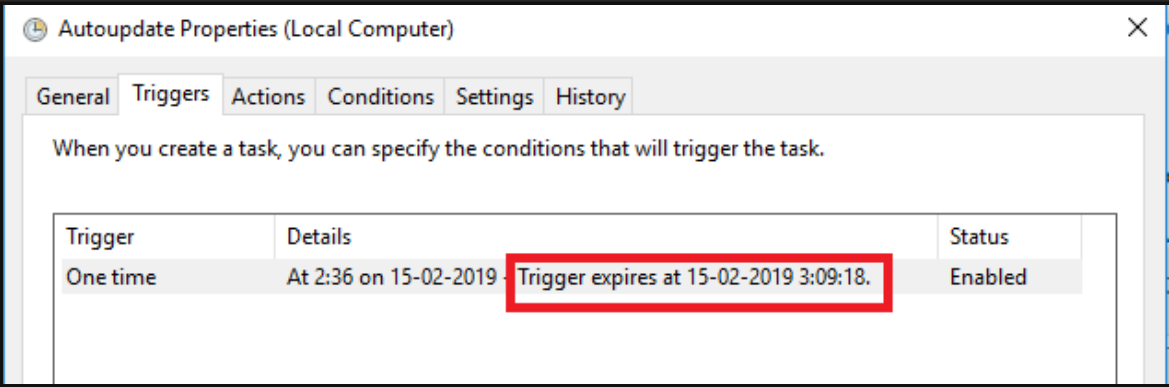 Autoupdate Properties (Local Computer)
General Triggers Actions Conditions Settings History
When you create a task, you can specify the conditions that will trigger the task.
Trigger Details Status
One time At 2:36 on 15-02-2019 - Trigger expires at 15-02-2019 3:09:18. Enabled